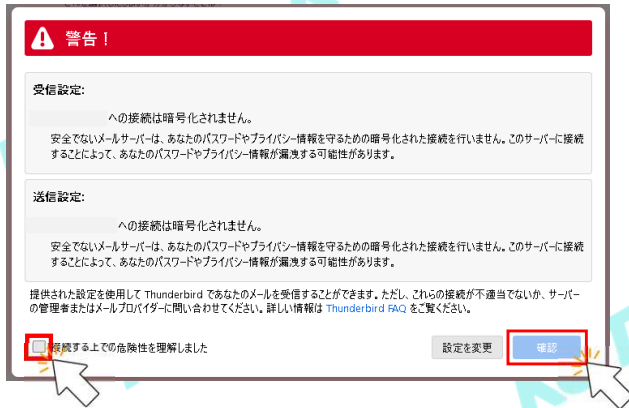 警告！
受信設定:
への接続は暗号化されません。
安全でないメールサーバーは、あなたのパスワードやプライバシー情報を守るための暗号化された接続を行いません。このサーバーに接続
することによって、あなたのパスワードやプライバシー情報が漏洩する可能性があります。
送信設定:
への接続は暗号化されません。
安全でないメールサーバーは、あなたのパスワードやプライバシー情報を守るための暗号化された接続を行いません。このサーバーに接続
することによって、あなたのパスワードやプライバシー情報が漏洩する可能性があります。
提供された設定を使用して Thunderbird であなたのメールを受信することができます。ただし、これらの接続が不適当でないか、サーバー
の管理者またはメールプロバイダーに問い合わせてください。詳しい情報は Thunderbird FAQ をご覧ください。
接続する上での危険性を理解しました
設定を変更 確認